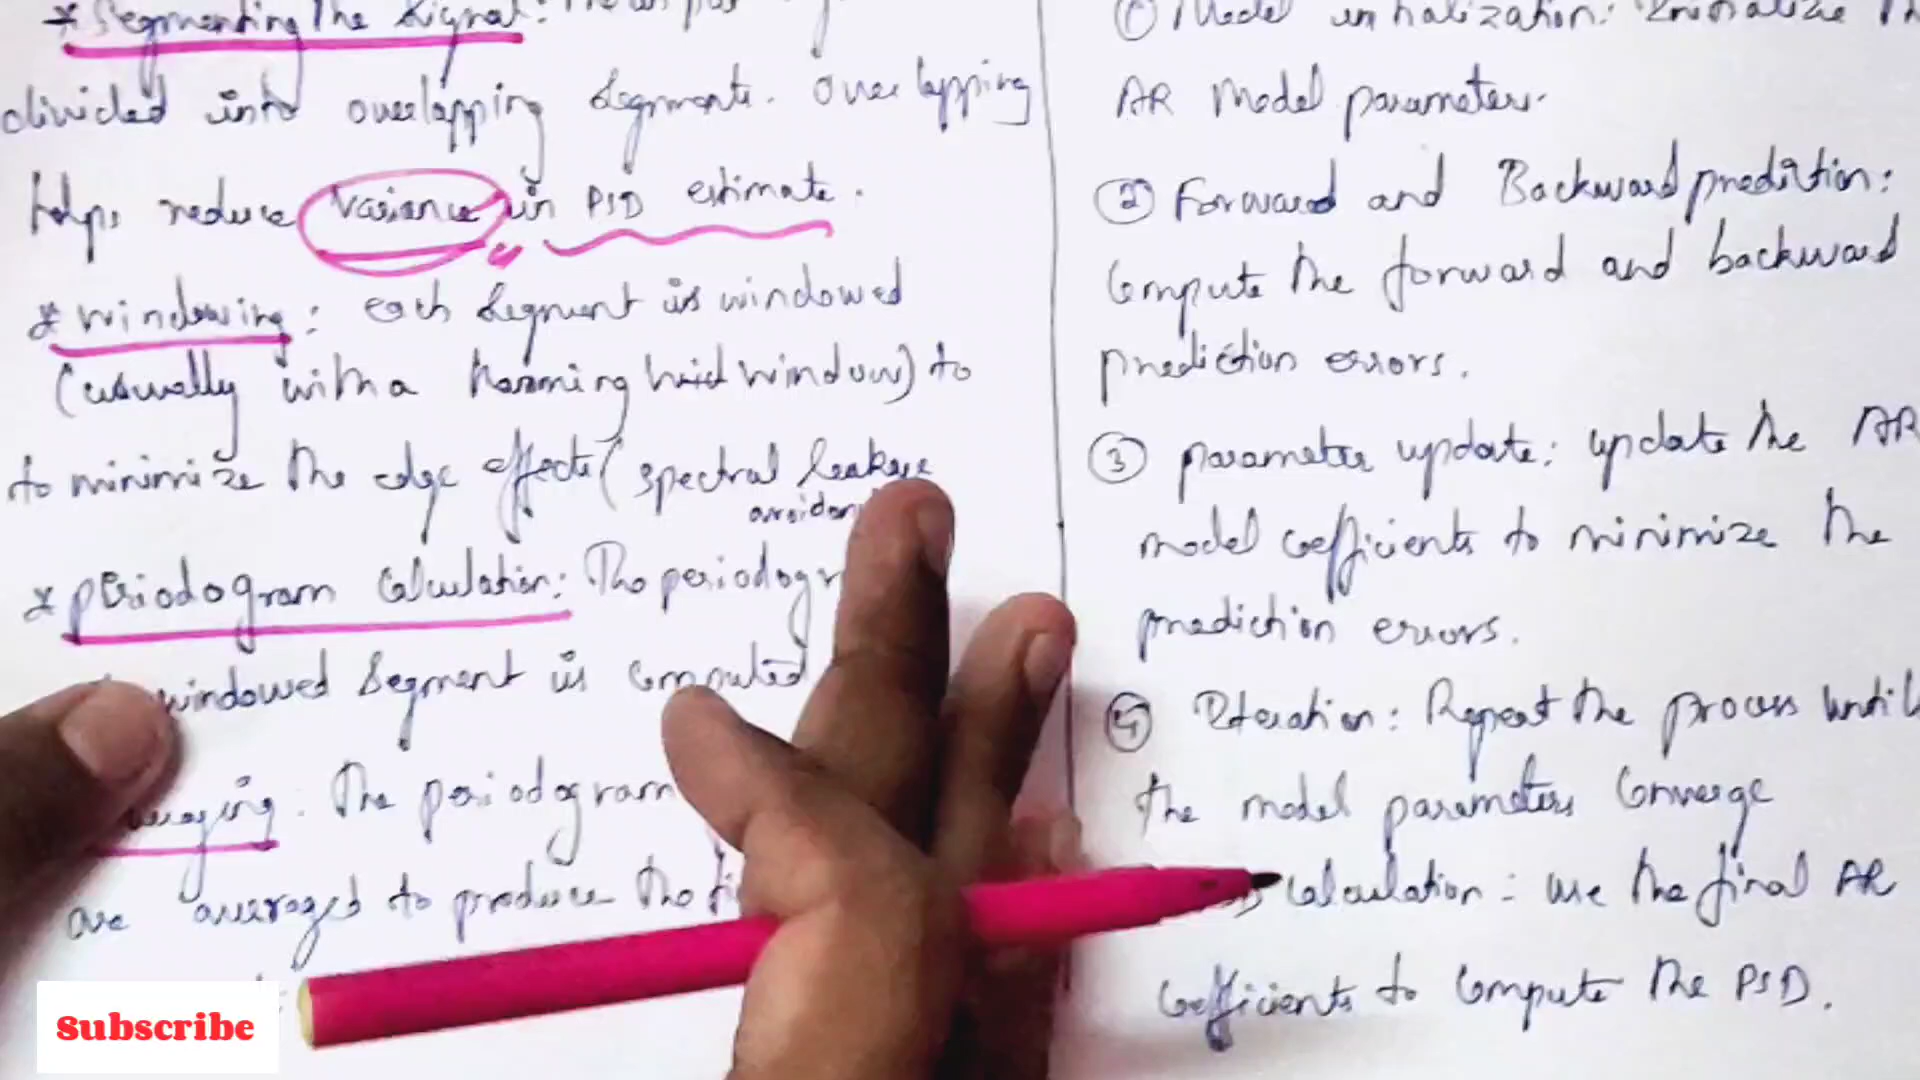 * Segmenting The Signal:
divided into overlapping segments. Overlapping
helps reduce variance in PSD estimate.
* Windowing: each segment is windowed
(usually with a window) to
to minimize the edge effects (spectral leakage
* periodogram Calculation: The periodogr
windowed segment is computed
eraging: The periodogram
are averaged to produce the
① Model initialization: Initialize Th
AR Model parameters.
② Forward and Backward prediction:
Compute the forward and backward
prediction errors.
③ parameter update: update the AR
model coefficients to minimize the
prediction errors.
④ Iteration: Repeat the process until
the model parameters Converge
Calculation: use the final AR
Coefficients to compute the PSD.
Subscribe